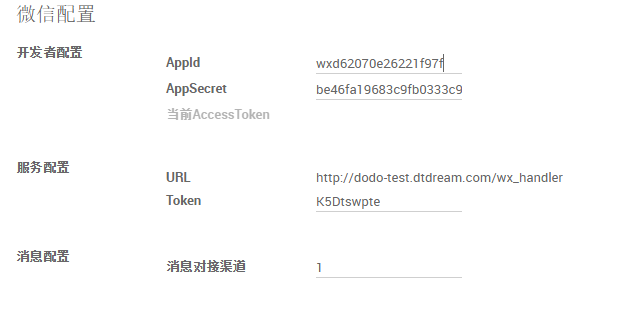 微信配置
开发者配置
AppId wxd62070e26221f97f
AppSecret be46fa19683c9fb0333c9
当前AccessToken
服务配置
URL http://dodo-test.dtdream.com/wx_handler
Token K5Dtswpte
消息配置
消息对接渠道 1